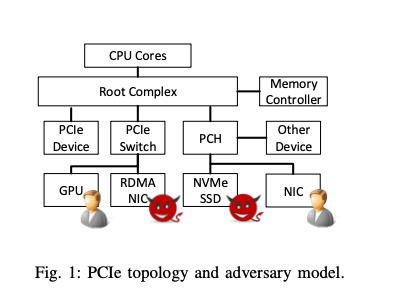 CPU Cores
Root Complex
Memory
Controller
PCIe
Device
PCIe
Switch
PCH
Other
Device
GPU
RDMA
NIC
NVMe
SSD
NIC
Fig. 1: PCIe topology and adversary model.